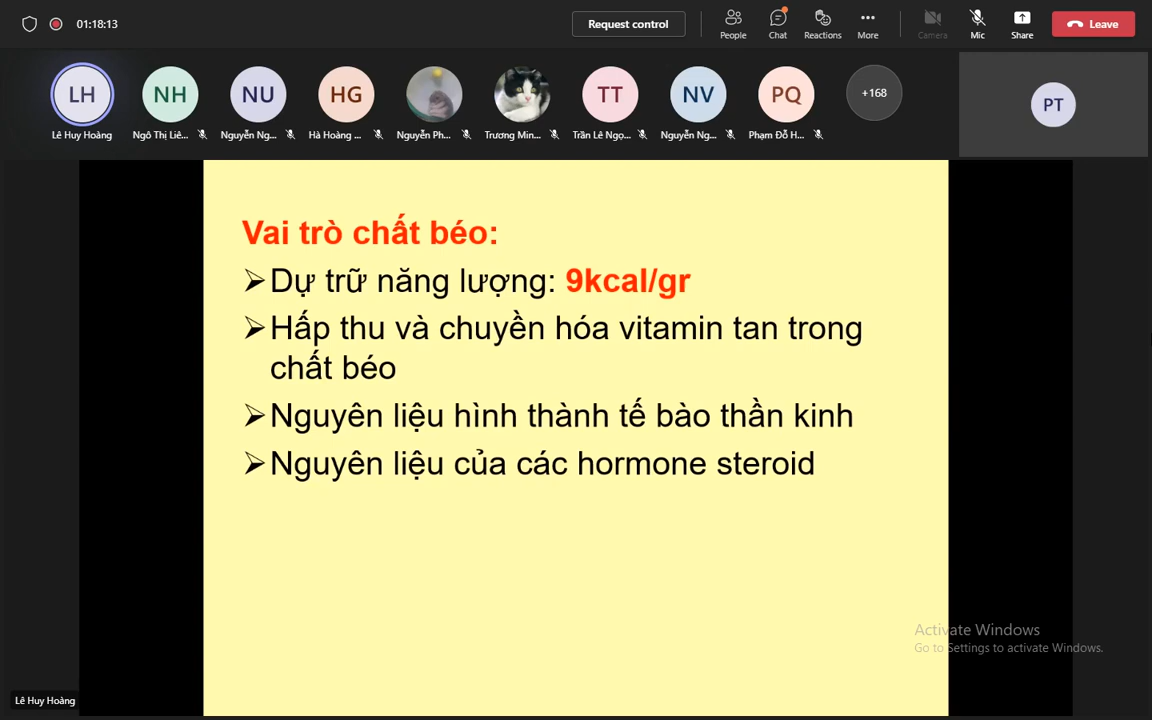 01:18:13
Request control
People
Chat
Reactions
More
Camera
Mic
Share
Leave
LH
NH
NU
HG
TT
NV
PQ
+168
PT
Lê Huy Hoàng
Ngô Thị Liê...
Nguyễn Ng...
Hà Hoàng ...
Nguyễn Ph...
Trương Min...
Trần Lê Ngọ...
Nguyễn Ng...
Phạm Đỗ H...
Vai trò chất béo:
➢Dự trữ năng lượng: 9kcal/gr
➢Hấp thu và chuyền hóa vitamin tan trong
chất béo
➢Nguyên liệu hình thành tế bào thần kinh
➢Nguyên liệu của các hormone steroid
Activate Windows
Go to Settings to activate Windows.
Lê Huy Hoàng